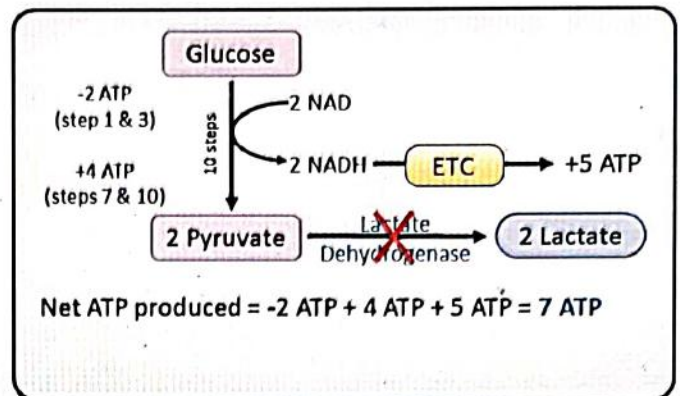 Glucose
-2 ATP
(step 1 & 3)
10 steps
2 NAD
2 NADH
ETC
+5 ATP
+4 ATP
(steps 7 & 10)
2 Pyruvate
Lactate
Dehydrogenase
2 Lactate
Net ATP produced = -2 ATP + 4 ATP + 5 ATP = 7 ATP